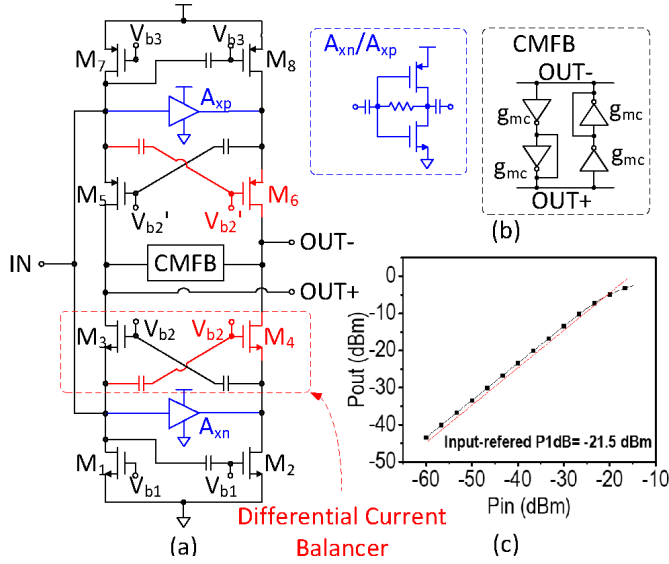 Vb3
Vb3
M7
M8
Axp
M5
M6
Vb2'
Vb2'
IN
CMFB
OUT-
OUT+
Vb2
Vb2
M3
M4
Axn
M1
M2
Vb1
Vb1
Differential Current
Balancer
(a)
Axn/Axp
CMFB
OUT-
gmc
gmc
gmc
gmc
OUT+
(b)
Pout (dBm)
0
-10
-20
-30
-40
-50
Input-refered P1dB= -21.5 dBm
-60
-50
-40
-30
-20
-10
Pin (dBm)
(c)